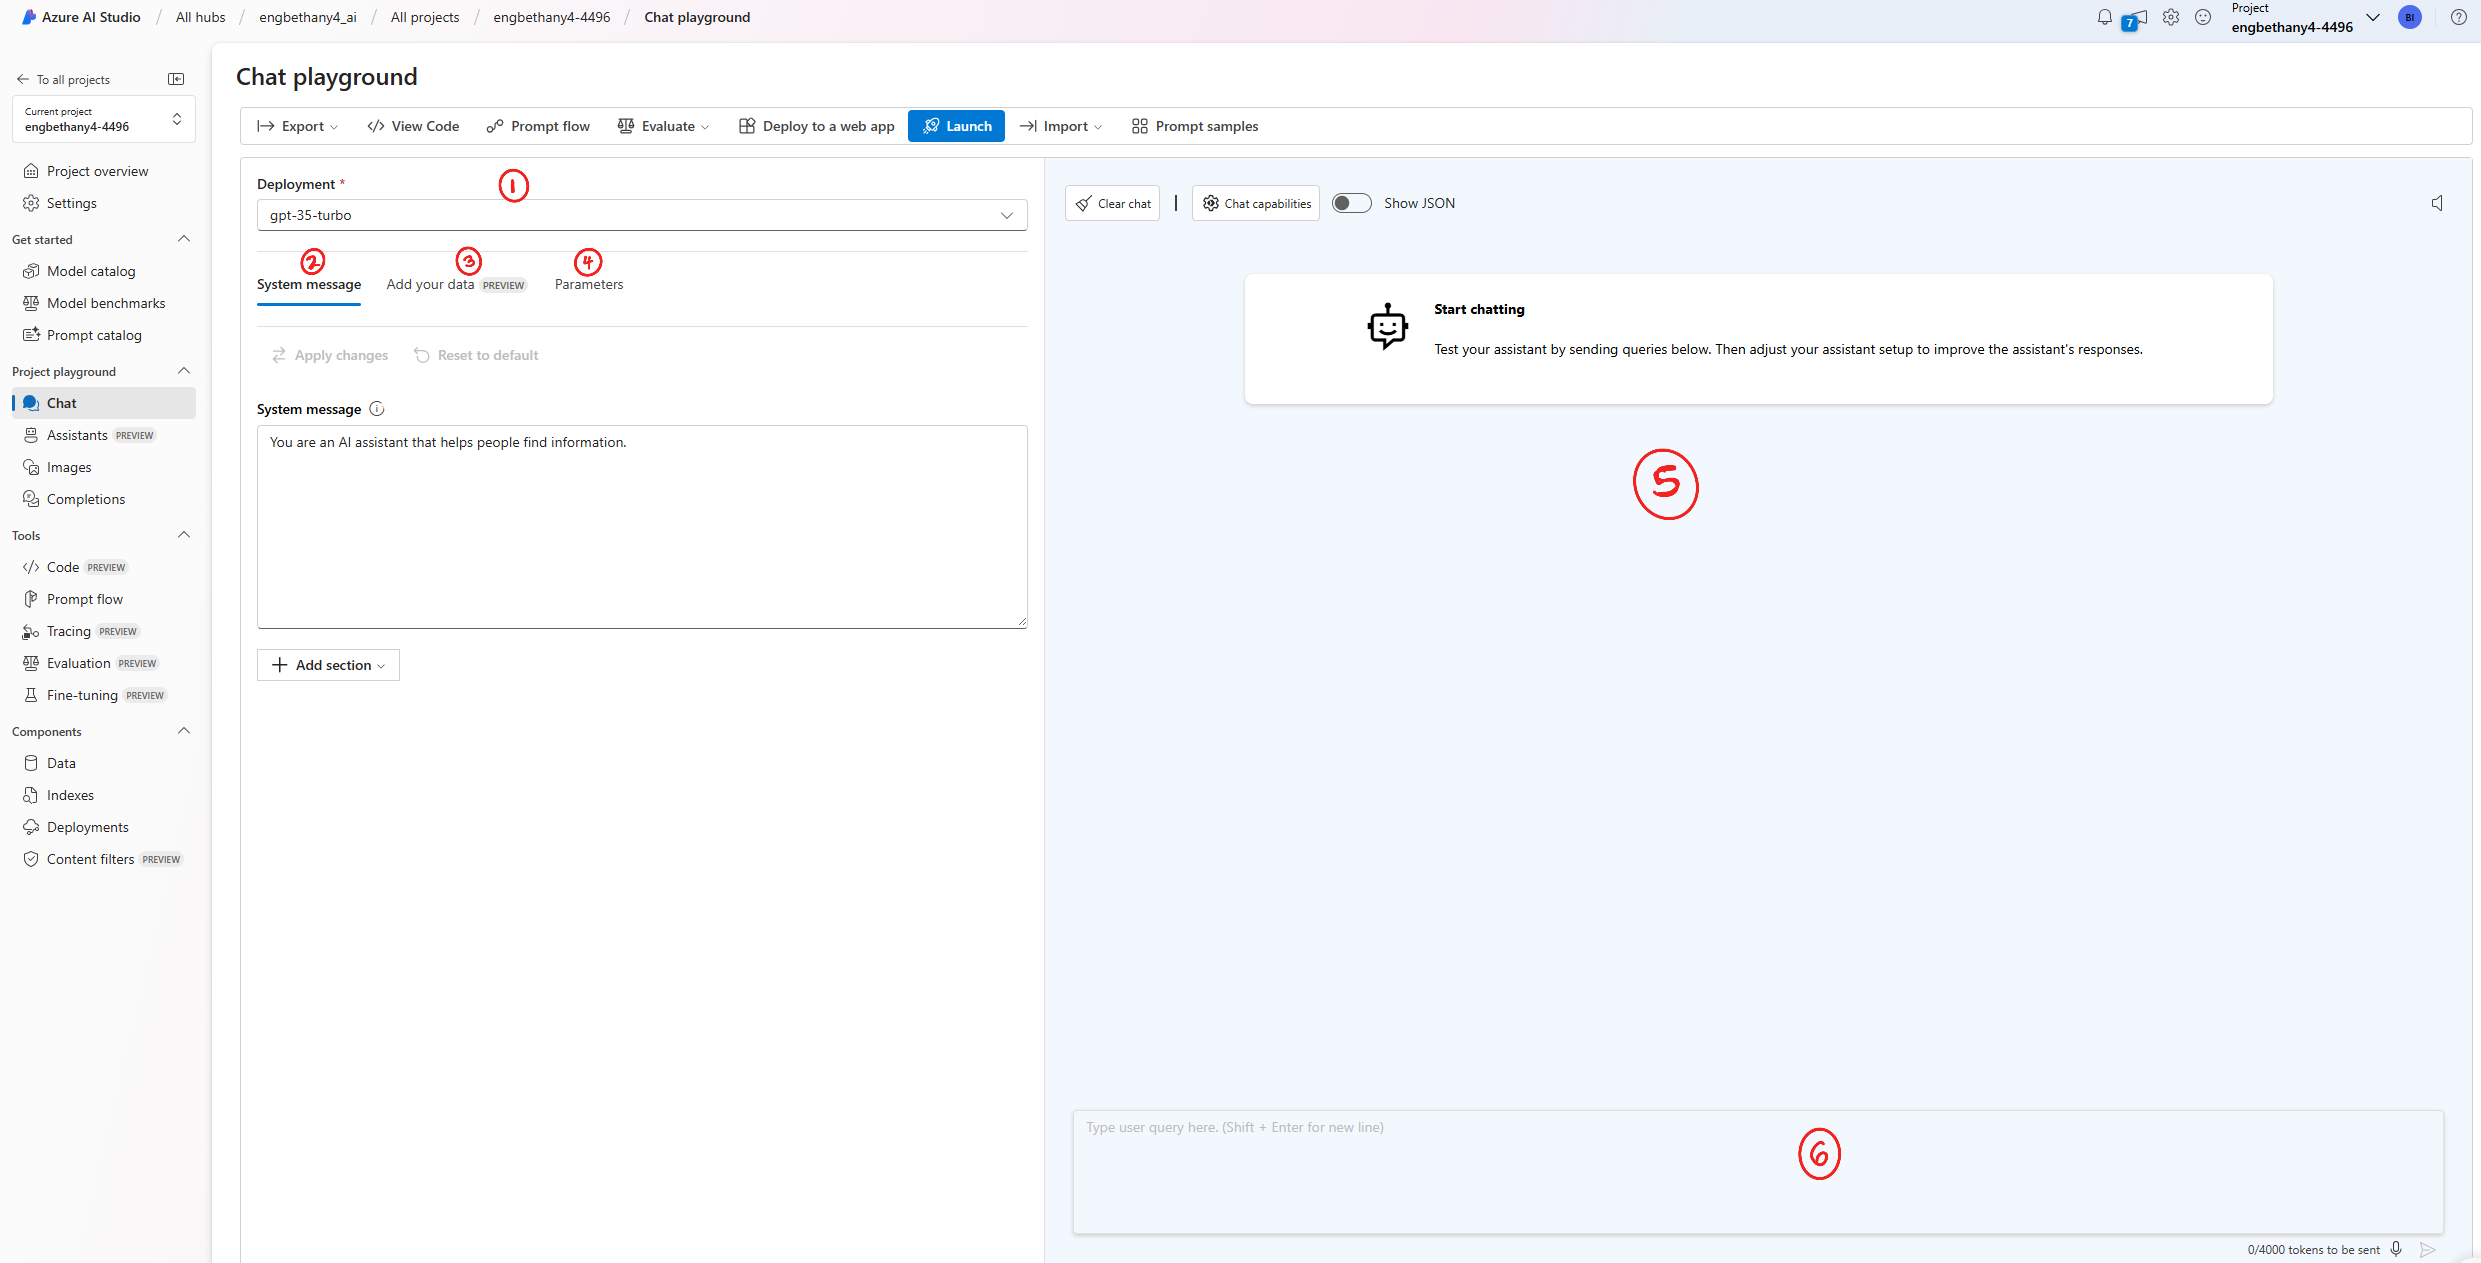 Azure AI Studio / All hubs / engbethany4_ai / All projects / engbethany4-4496 / Chat playground
7
Project
engbethany4-4496
BI
To all projects
Current project
engbethany4-4496
Project overview
Settings
Get started
Model catalog
Model benchmarks
Prompt catalog
Project playground
Chat
Assistants PREVIEW
Images
Completions
Tools
Code PREVIEW
Prompt flow
Tracing PREVIEW
Evaluation PREVIEW
Fine-tuning PREVIEW
Components
Data
Indexes
Deployments
Content filters PREVIEW
Chat playground
Export View Code Prompt flow Evaluate Deploy to a web app Launch Import Prompt samples
Deployment * 1
gpt-35-turbo
2 3 4
System message Add your data PREVIEW Parameters
Apply changes Reset to default
System message
You are an AI assistant that helps people find information.
Add section
Clear chat | Chat capabilities Show JSON
Start chatting
Test your assistant by sending queries below. Then adjust your assistant setup to improve the assistant's responses.
5
Type user query here. (Shift + Enter for new line)
6
0/4000 tokens to be sent